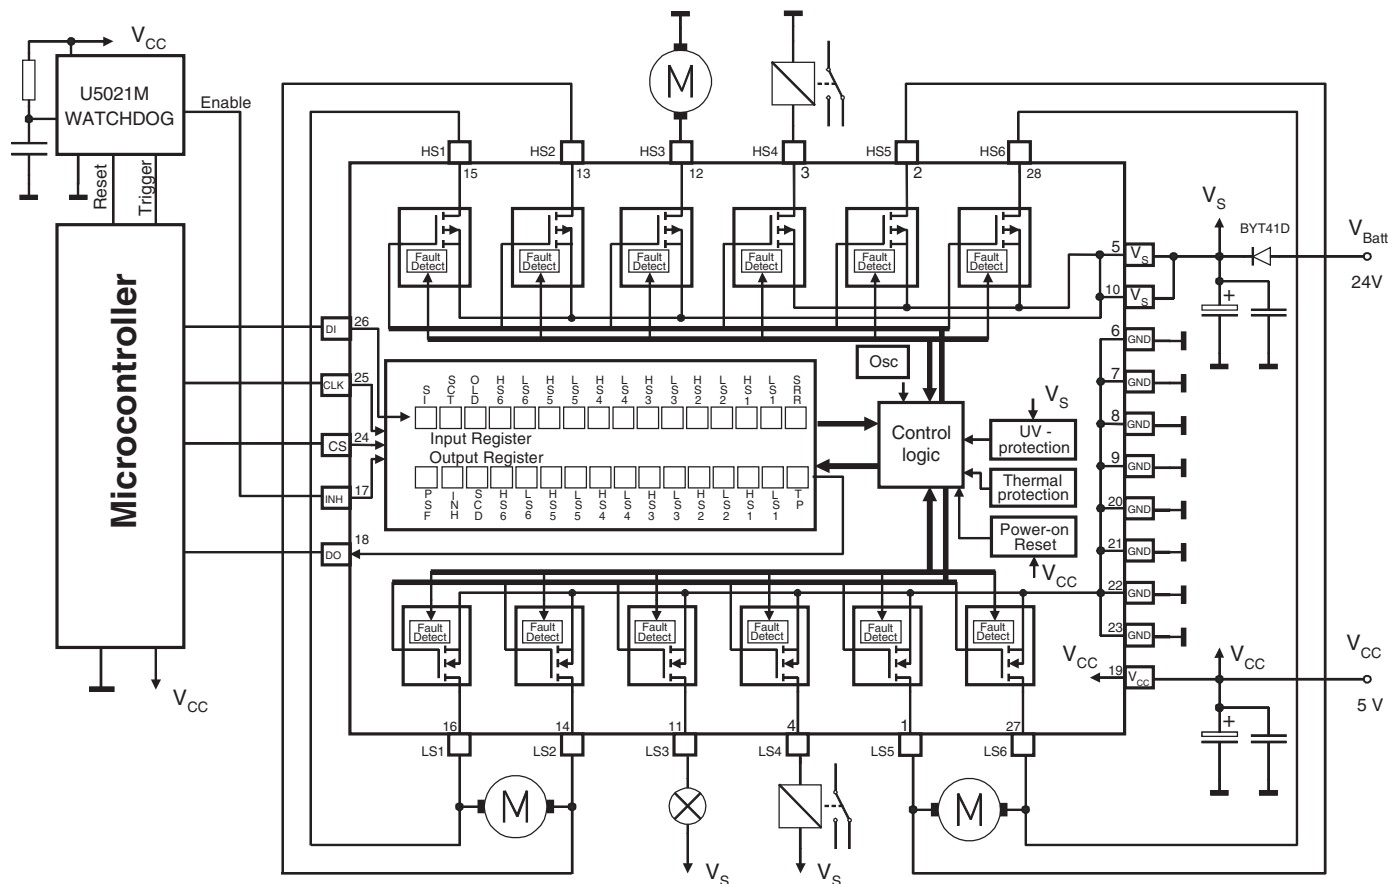 VCC
U5021M
WATCHDOG
Enable
Reset
Trigger
Microcontroller
VCC
M
HS1
HS2
HS3
HS4
HS5
HS6
15
13
12
3
2
28
Fault
Detect
Fault
Detect
Fault
Detect
Fault
Detect
Fault
Detect
Fault
Detect
VS
BYT41D
VBatt
24V
5
VS
10
VS
6
GND
7
GND
8
GND
9
GND
20
GND
21
GND
22
GND
23
GND
VCC
19
VCC
VCC
VCC
5 V
+
+
DI
26
CLK
25
CS
24
INH
17
DO
18
Osc
SI
SCT
OLD
HS6
LS6
HS5
LS5
HS4
LS4
HS3
LS3
HS2
LS2
HS1
LS1
SRR
Input Register
Output Register
PSF
INH
SCD
HS6
LS6
HS5
LS5
HS4
LS4
HS3
LS3
HS2
LS2
HS1
LS1
TP
Control
logic
VS
UV -
protection
Thermal
protection
Power-on
Reset
VCC
Fault
Detect
Fault
Detect
Fault
Detect
Fault
Detect
Fault
Detect
Fault
Detect
16
14
11
4
1
27
LS1
LS2
LS3
LS4
LS5
LS6
M
M
VS
VS